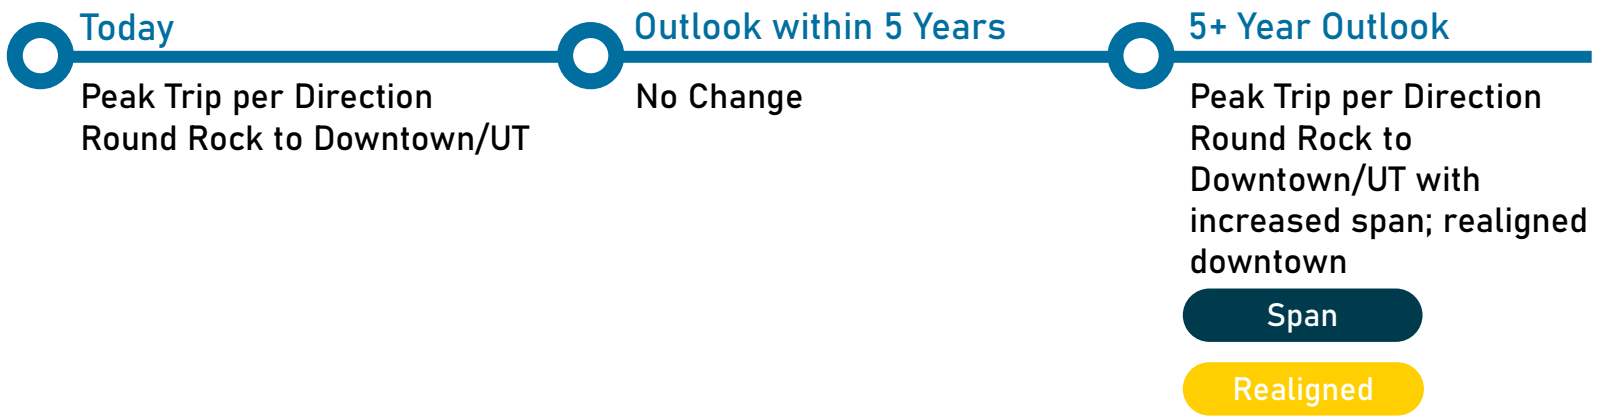 Today
Peak Trip per Direction
Round Rock to Downtown/UT
Outlook within 5 Years
No Change
5+ Year Outlook
Peak Trip per Direction
Round Rock to
Downtown/UT with
increased span; realigned
downtown
Span
Realigned